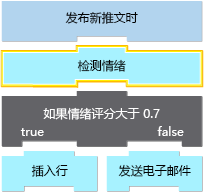 发布新推文时
检测情绪
如果情绪评分大于 0.7
true false
插入行 发送电子邮件